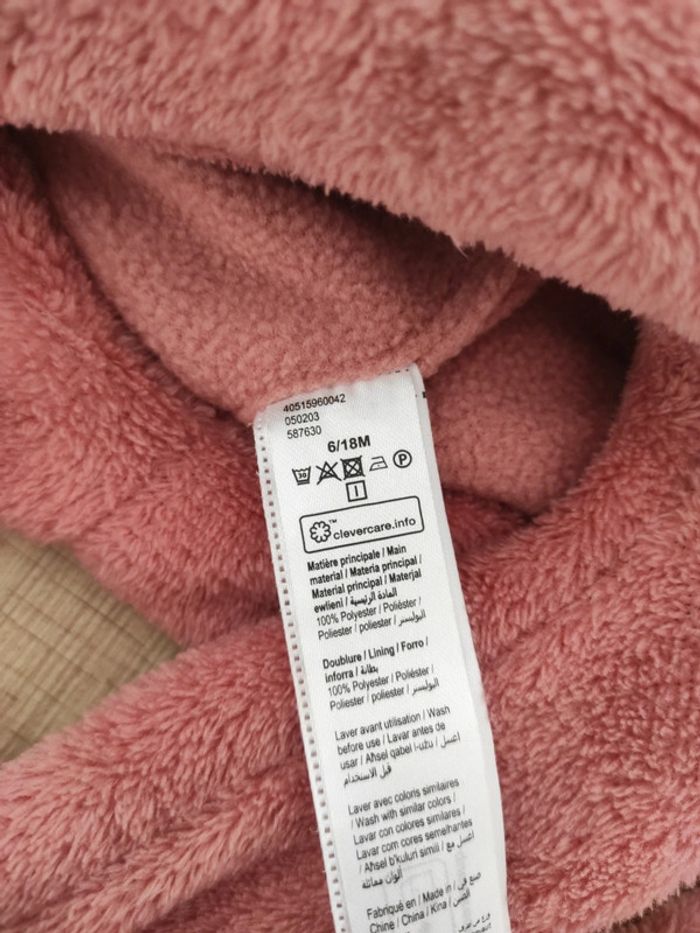 40515960042
050203
587630
6/18M
30
P
clevercare.info
Matière principale / Main
material / Materia principal /
Material principal / Materjal
ewlieni / المادة الرئيسية
100% Polyester / Poliéster /
Poliester / poliester / البوليستر
Doublure / Lining / Forro /
inforra / بطانة
100% Polyester / Poliéster /
Poliester / poliester / البوليستر
Laver avant utilisation / Wash
before use / Lavar antes de
usar / Aħsel qabel l-użu / اغسل
قبل الاستخدام
Laver avec coloris similaires
/ Wash with similar colors /
Lavar con colores similares /
Lavar com cores semelhantes
/ Aħsel b'kuluri simili / اغسل مع
ألوان مماثلة
Fabriqué en / Made in / صنع في
Chine / China / Kina / الصين